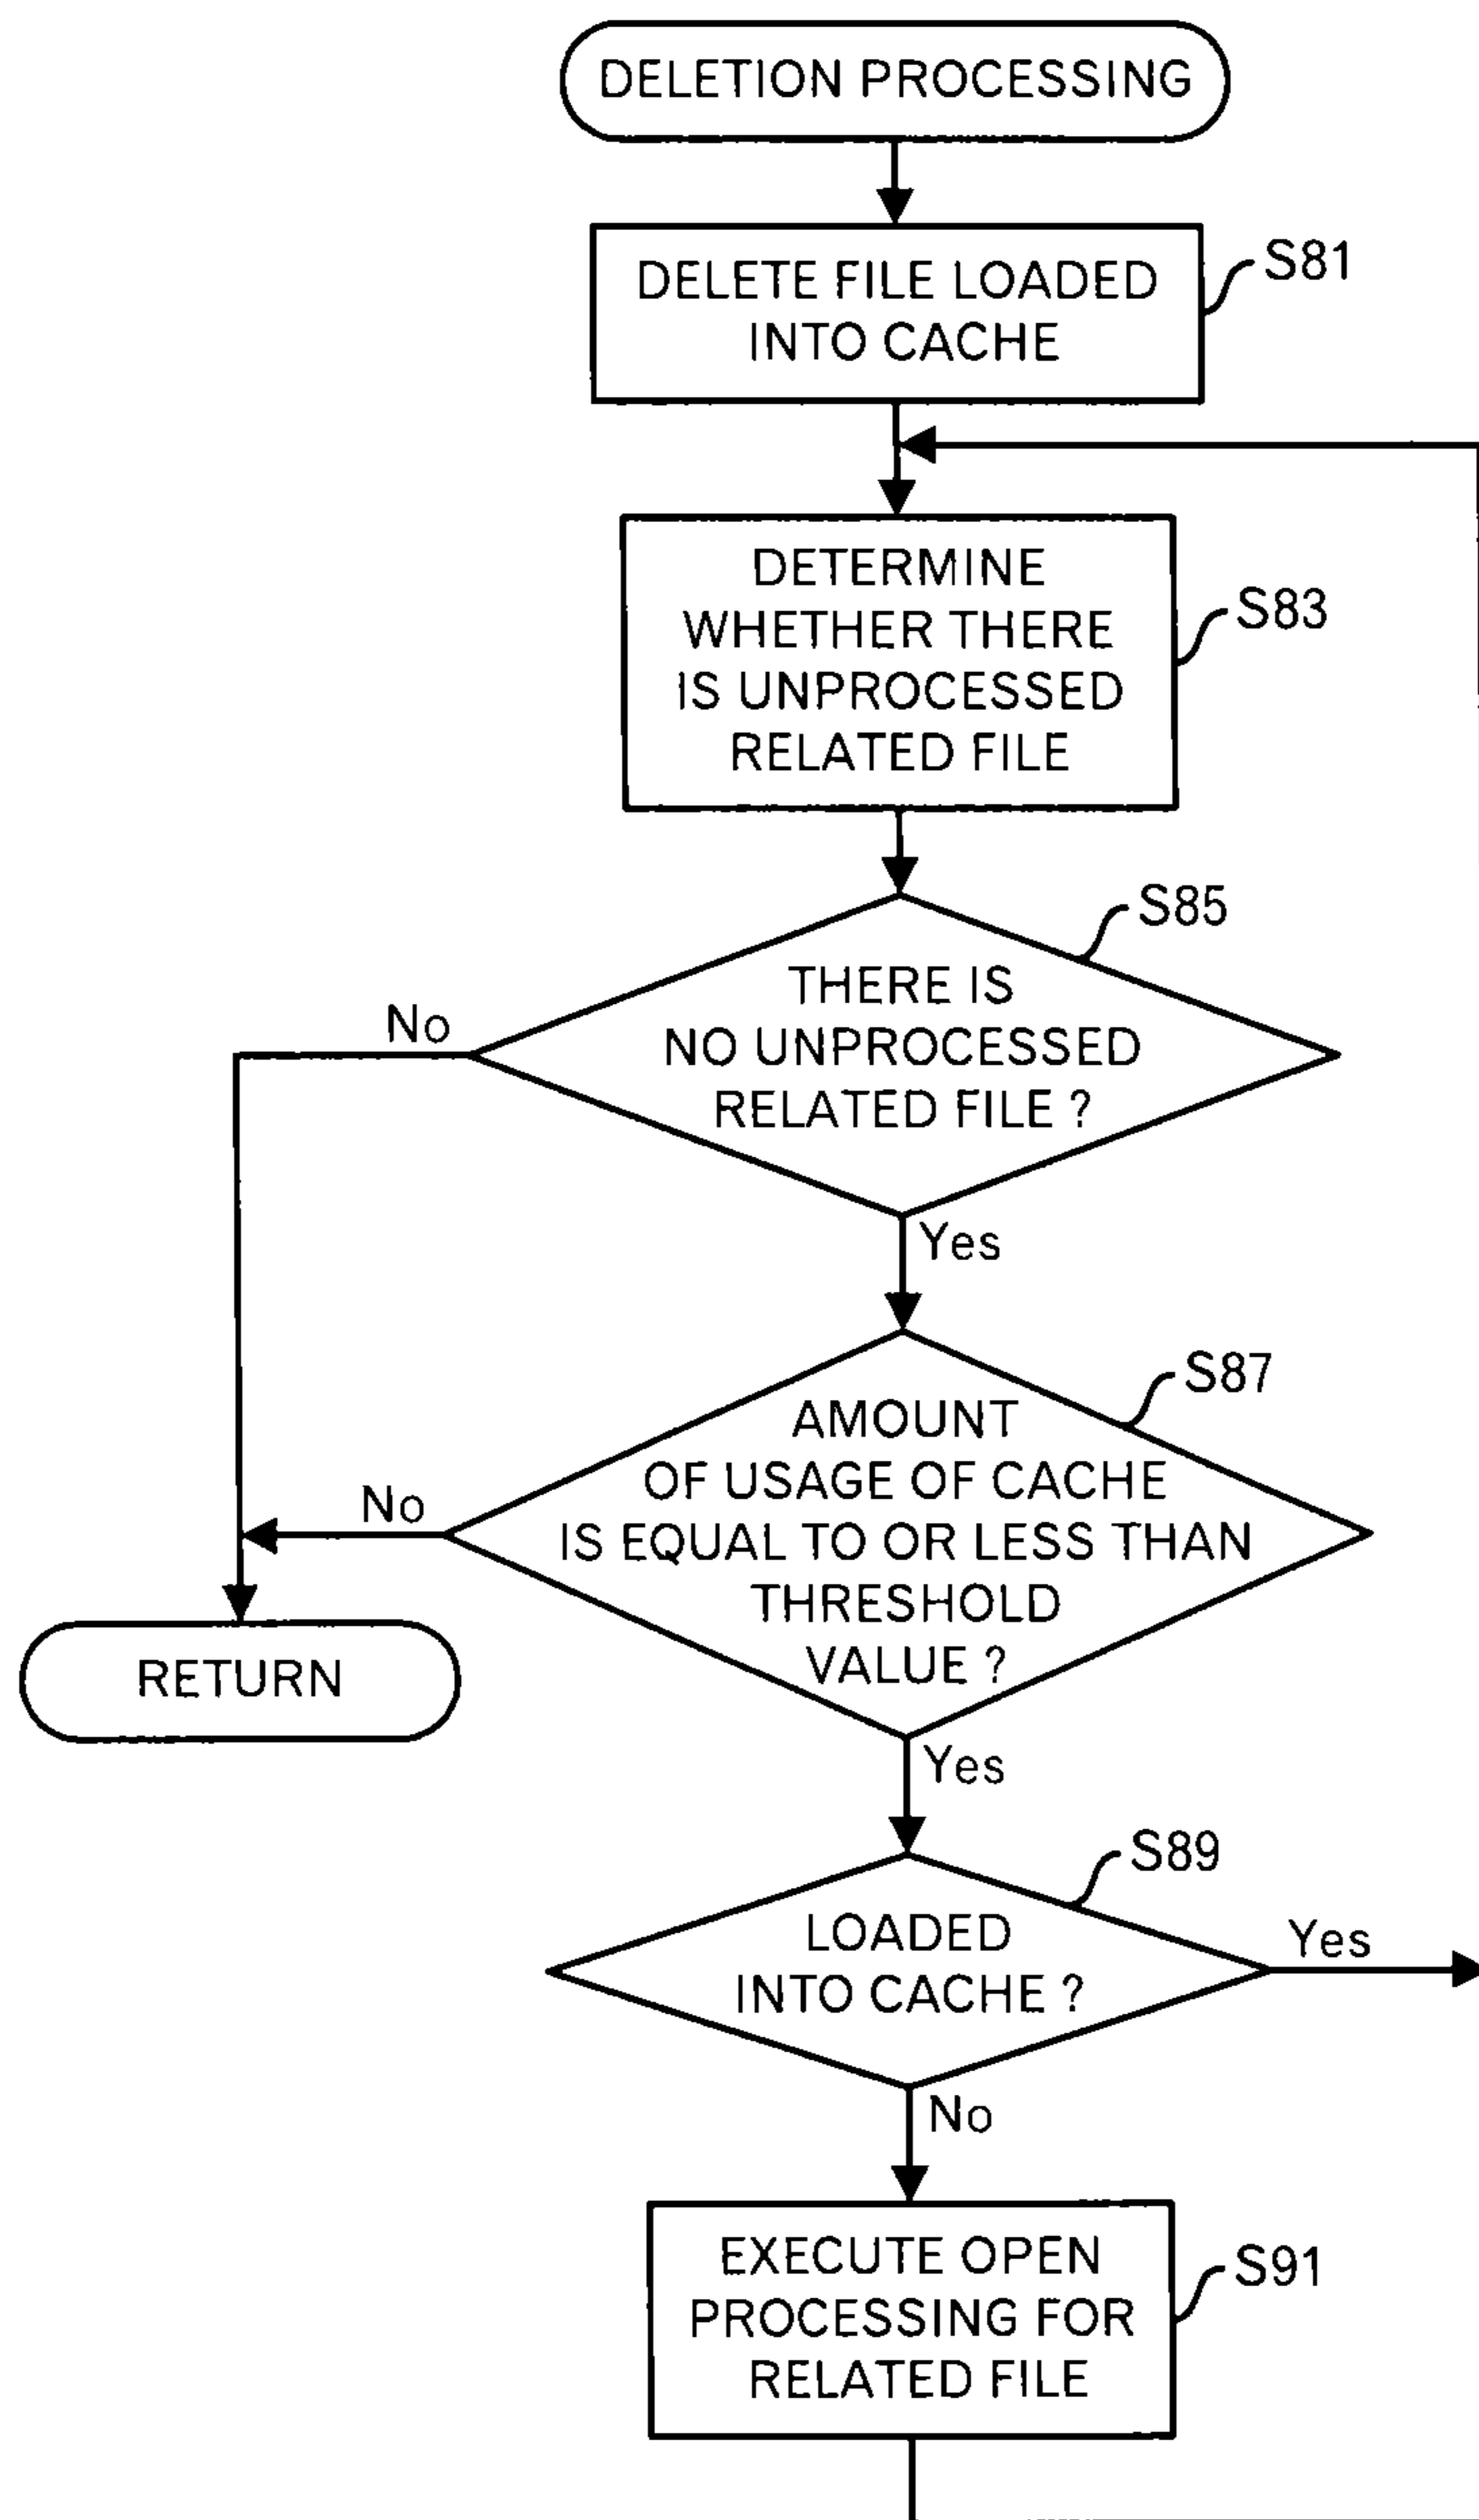 DELETION PROCESSING
DELETE FILE LOADED
INTO CACHE
S81
DETERMINE
WHETHER THERE
IS UNPROCESSED
RELATED FILE
S83
S85
THERE IS
NO UNPROCESSED
RELATED FILE ?
No
Yes
S87
AMOUNT
OF USAGE OF CACHE
IS EQUAL TO OR LESS THAN
THRESHOLD
VALUE ?
No
RETURN
Yes
S89
LOADED
INTO CACHE ?
Yes
No
EXECUTE OPEN
PROCESSING FOR
RELATED FILE
S91